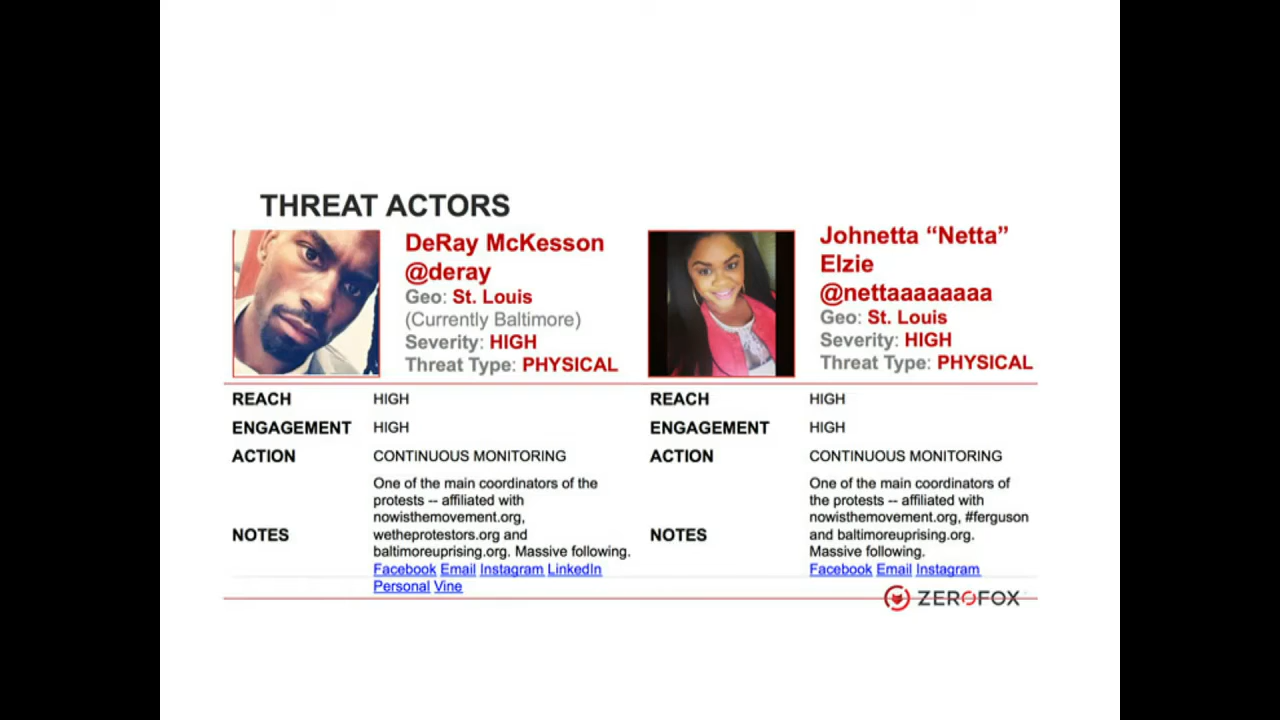 THREAT ACTORS
DeRay McKesson
@deray
Geo: St. Louis
(Currently Baltimore)
Severity: HIGH
Threat Type: PHYSICAL
REACH HIGH
ENGAGEMENT HIGH
ACTION CONTINUOUS MONITORING
NOTES
One of the main coordinators of the
protests -- affiliated with
nowisthemovement.org,
wetheprotestors.org and
baltimoreuprising.org. Massive following.
Facebook Email Instagram LinkedIn
Personal Vine
Johnetta “Netta”
Elzie
@nettaaaaaaaa
Geo: St. Louis
Severity: HIGH
Threat Type: PHYSICAL
REACH HIGH
ENGAGEMENT HIGH
ACTION CONTINUOUS MONITORING
NOTES
One of the main coordinators of
the protests -- affiliated with
nowisthemovement.org, #ferguson
and baltimoreuprising.org.
Massive following.
Facebook Email Instagram
ZEROFOX